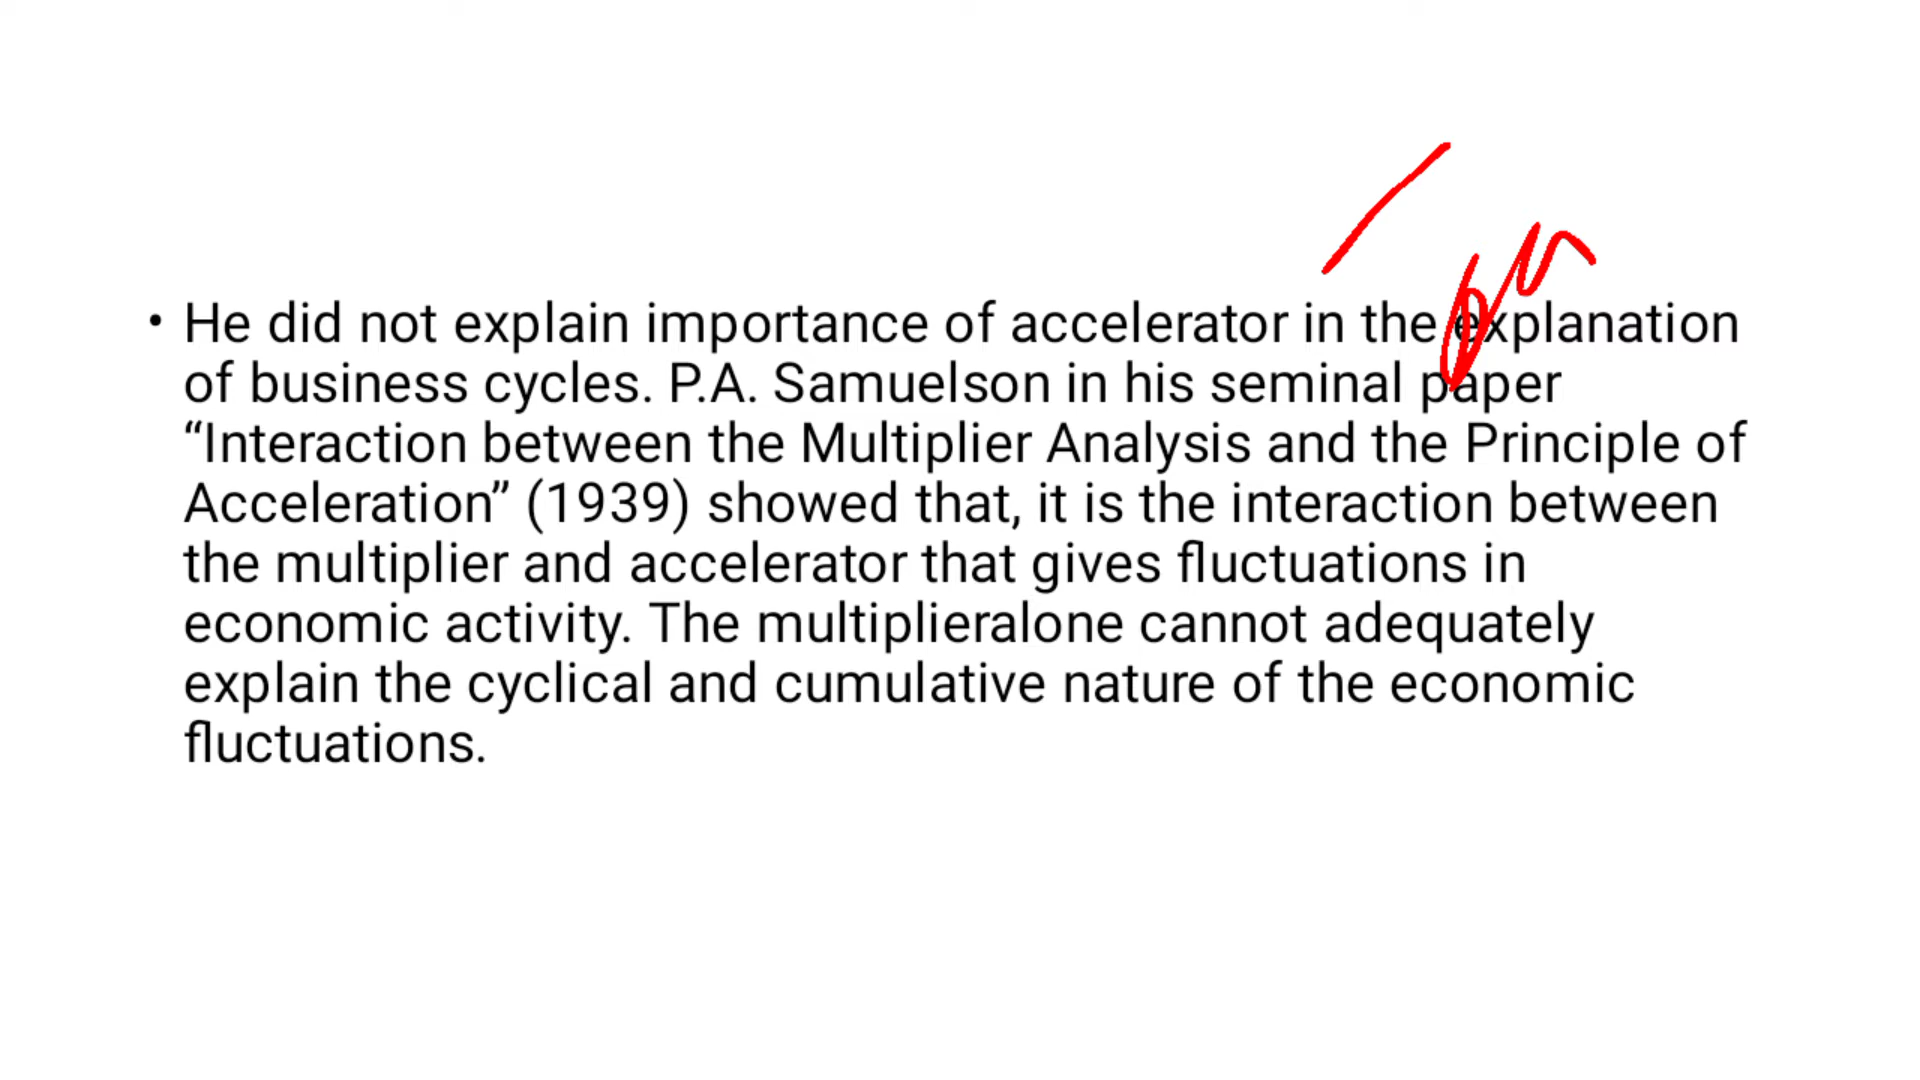 • He did not explain importance of accelerator in the explanation
of business cycles. P.A. Samuelson in his seminal paper
“Interaction between the Multiplier Analysis and the Principle of
Acceleration” (1939) showed that, it is the interaction between
the multiplier and accelerator that gives fluctuations in
economic activity. The multiplieralone cannot adequately
explain the cyclical and cumulative nature of the economic
fluctuations.